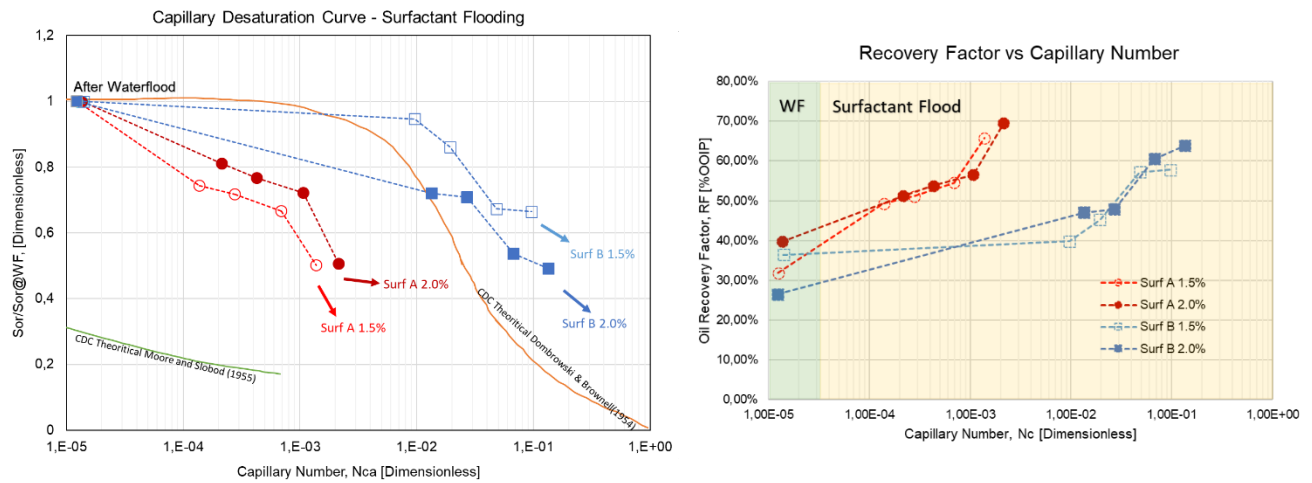 Capillary Desaturation Curve - Surfactant Flooding
1,2
1
0,8
0,6
0,4
0,2
0
Sor/Sor@WF, [Dimensionless]
After Waterflood
Surf B 1.5%
Surf A 2.0%
Surf B 2.0%
Surf A 1.5%
CDC Theoritical Moore and Slobod (1955)
CDC Theoritical Dombrowski & Brownell(1954)
1,E-05
1,E-04
1,E-03
1,E-02
1,E-01
1,E+00
Capillary Number, Nca [Dimensionless]
Recovery Factor vs Capillary Number
80,00%
70,00%
60,00%
50,00%
40,00%
30,00%
20,00%
10,00%
0,00%
Oil Recovery Factor, RF [%OOIP]
WF
Surfactant Flood
Surf A 1.5%
Surf A 2.0%
Surf B 1.5%
Surf B 2.0%
1,00E-05
1,00E-04
1,00E-03
1,00E-02
1,00E-01
1,00E+00
Capillary Number, Nc [Dimensionless]